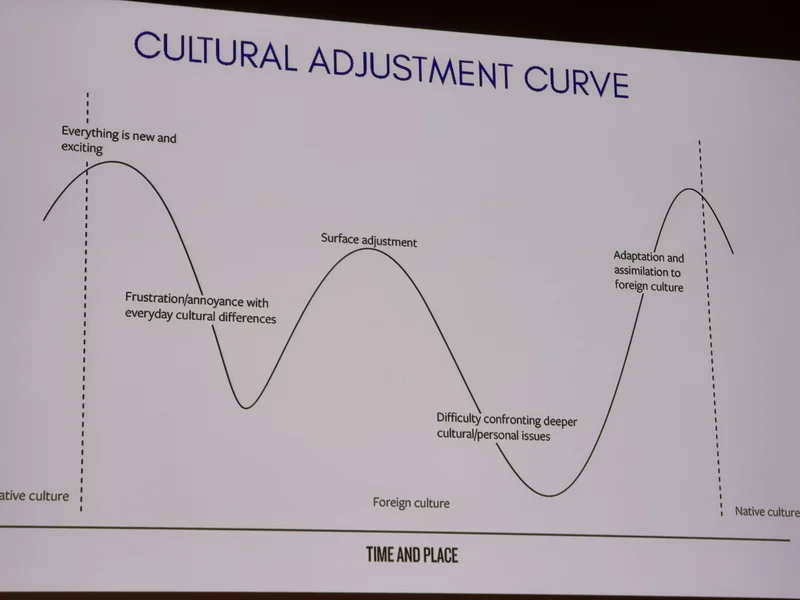 CULTURAL ADJUSTMENT CURVE
Everything is new and
exciting
Surface adjustment
Adaptation and
assimilation to
foreign culture
Frustration/annoyance with
everyday cultural differences
Difficulty confronting deeper
cultural/personal issues
ative culture
Foreign culture
Native culture
TIME AND PLACE